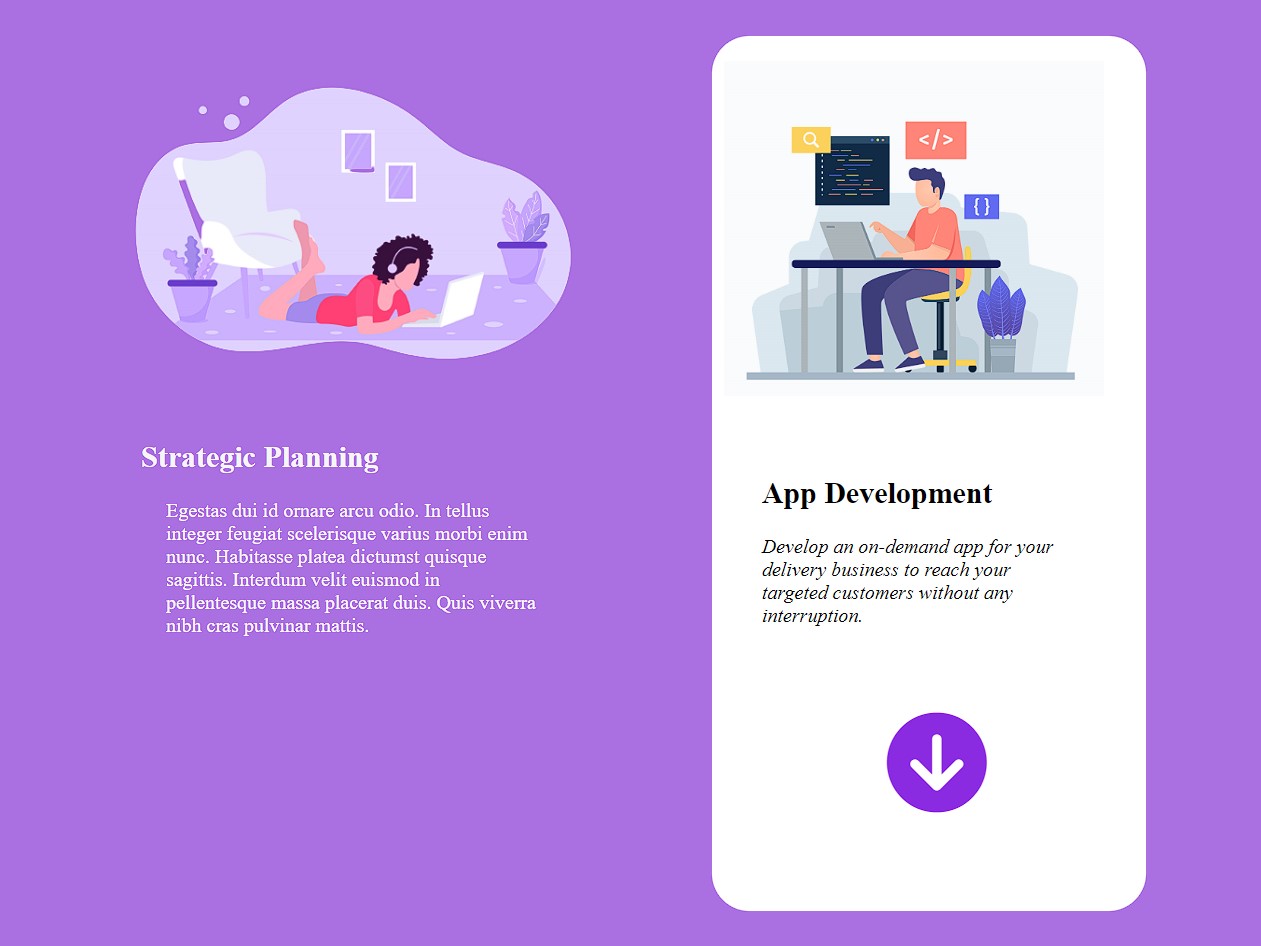 </>
{ }
Strategic Planning
Egestas dui id ornare arcu odio. In tellus
integer feugiat scelerisque varius morbi enim
nunc. Habitasse platea dictumst quisque
sagittis. Interdum velit euismod in
pellentesque massa placerat duis. Quis viverra
nibh cras pulvinar mattis.
App Development
Develop an on-demand app for your
delivery business to reach your
targeted customers without any
interruption.